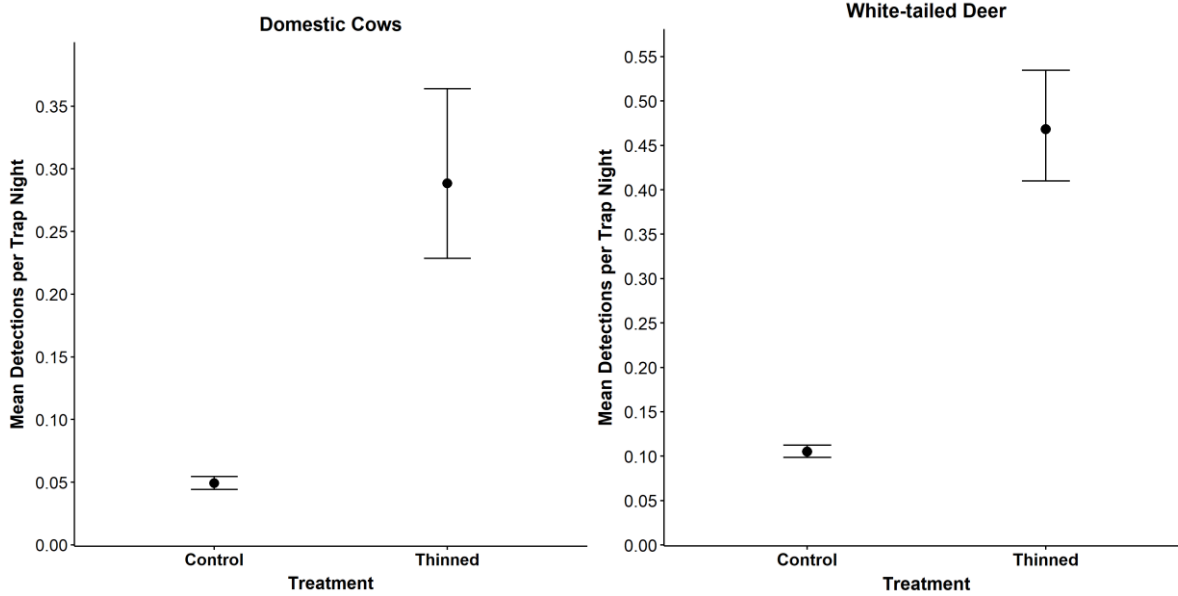 Domestic Cows
Mean Detections per Trap Night
0.35
0.30
0.25
0.20
0.15
0.10
0.05
0.00
Control
Thinned
Treatment
White-tailed Deer
Mean Detections per Trap Night
0.55
0.50
0.45
0.40
0.35
0.30
0.25
0.20
0.15
0.10
0.05
0.00
Control
Thinned
Treatment